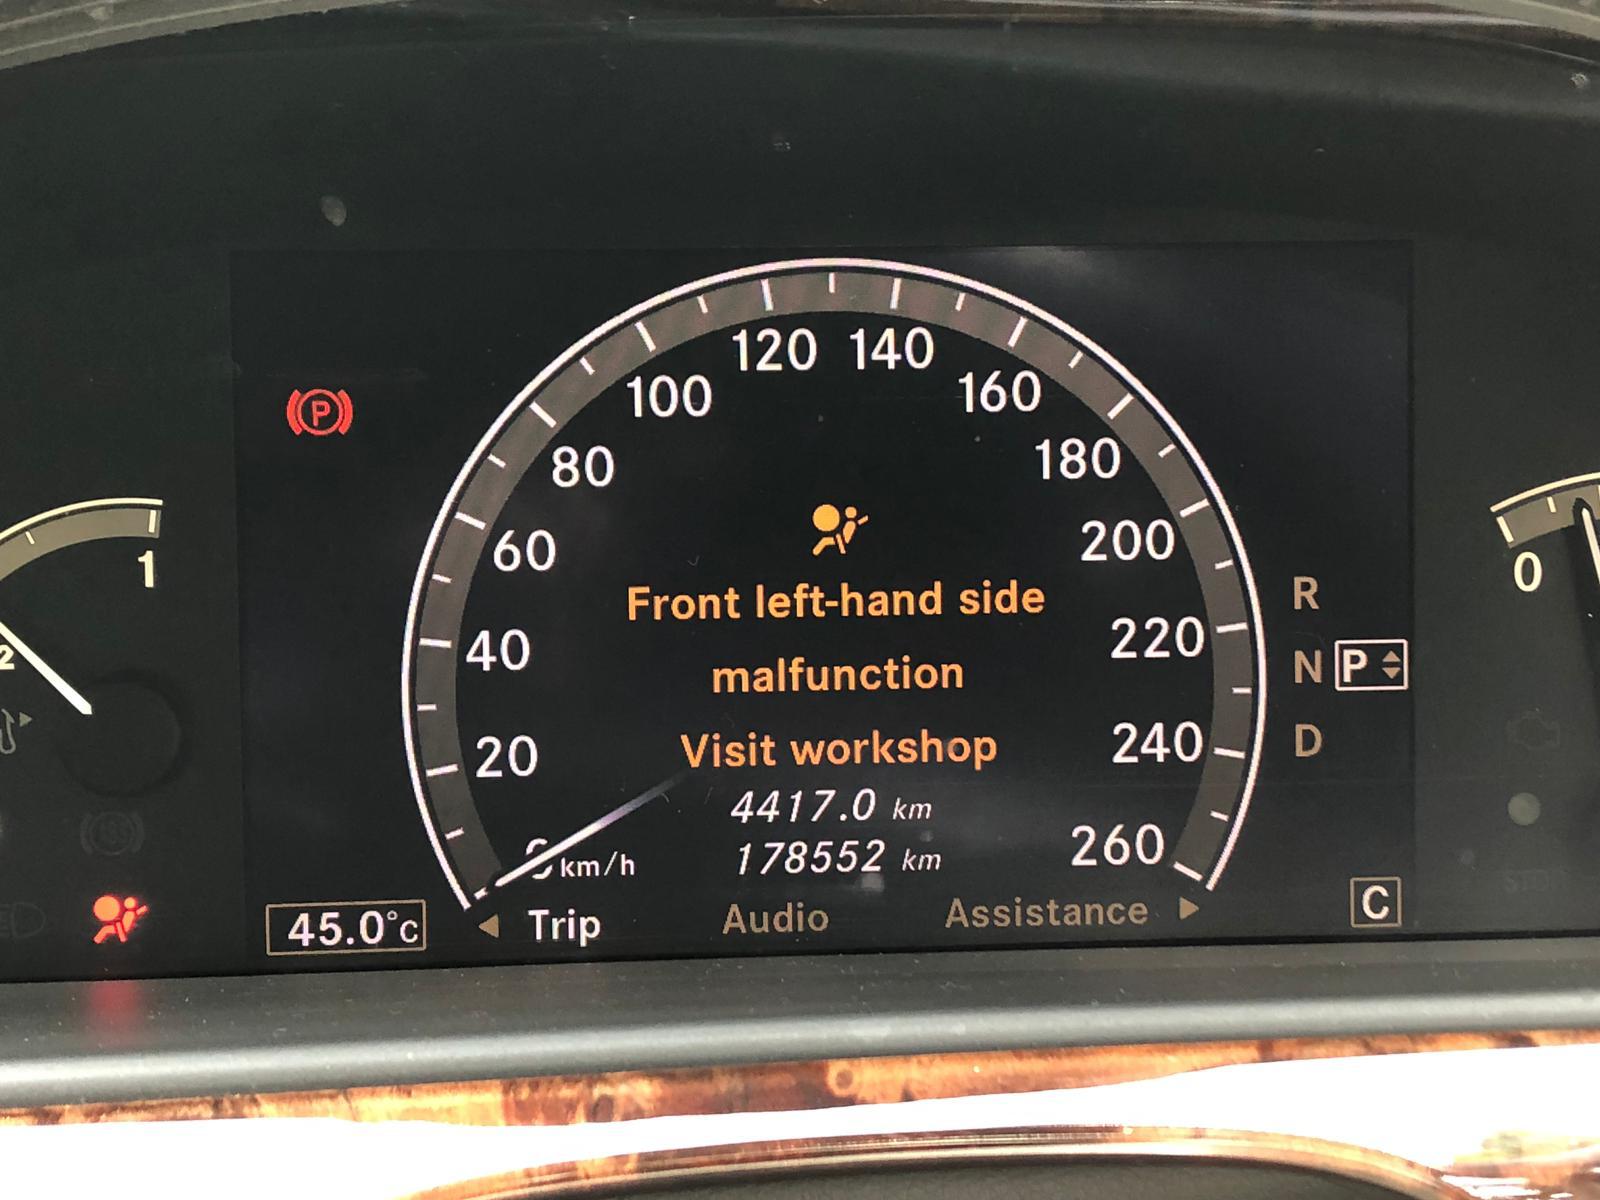 120 140
100 160
80 180
60 200
40 220
20 240
260
km/h
P
Front left-hand side
malfunction
Visit workshop
4417.0 km
178552 km
Trip Audio Assistance
45.0°C
R
N P
D
C
1
2
0